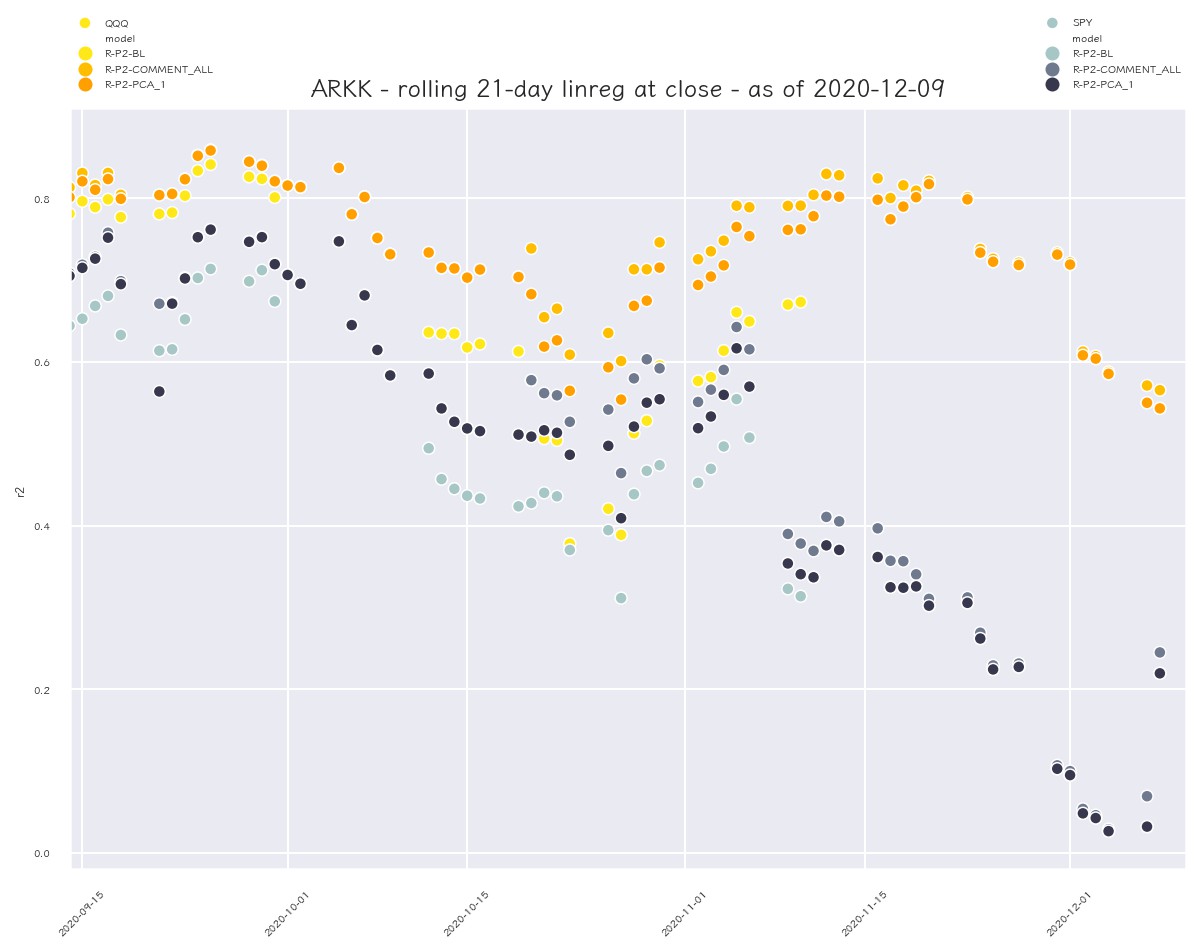 QQQ
model
R-P2-BL
R-P2-COMMENT_ALL
R-P2-PCA_1
SPY
model
R-P2-BL
R-P2-COMMENT_ALL
R-P2-PCA_1
ARKK - rolling 21-day linreg at close - as of 2020-12-09
r2
0.8
0.6
0.4
0.2
0.0
2020-09-15
2020-10-01
2020-10-15
2020-11-01
2020-11-15
2020-12-01